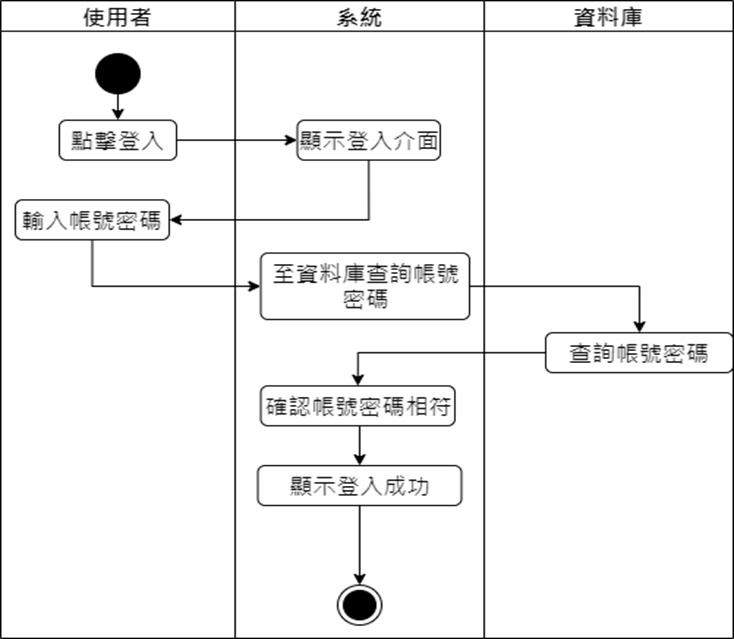 使用者
系統
資料庫
點擊登入
顯示登入介面
輸入帳號密碼
至資料庫查詢帳號
密碼
查詢帳號密碼
確認帳號密碼相符
顯示登入成功